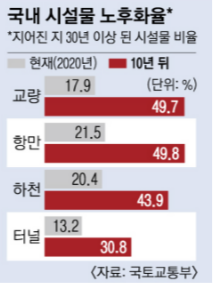 국내 시설물 노후화율*
*지어진 지 30년 이상 된 시설물 비율
현재(2020년) 10년 뒤
(단위: %)
교량 17.9
49.7
항만 21.5
49.8
하천 20.4
43.9
터널 13.2
30.8
〈자료: 국토교통부〉